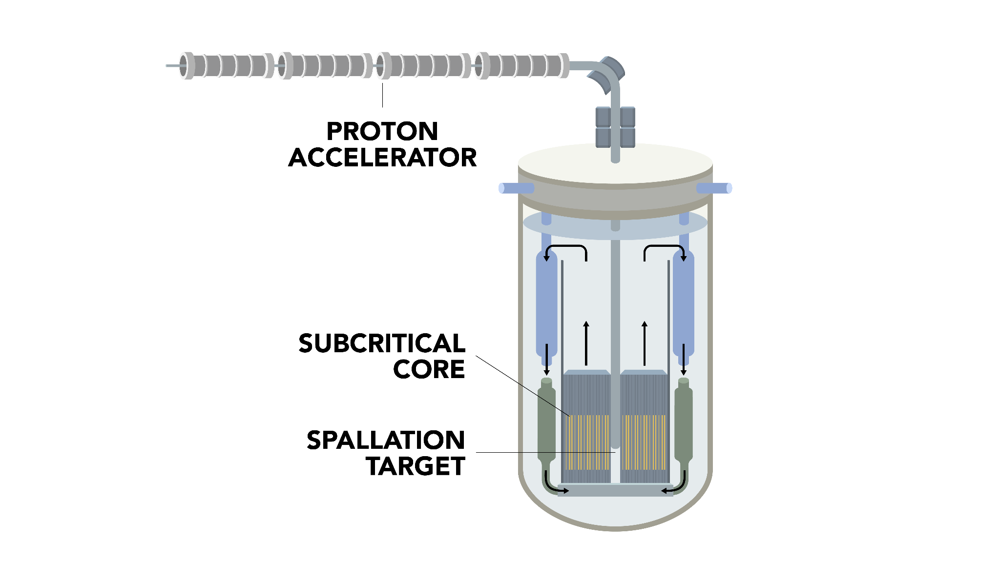 PROTON
ACCELERATOR
SUBCRITICAL
CORE
SPALLATION
TARGET